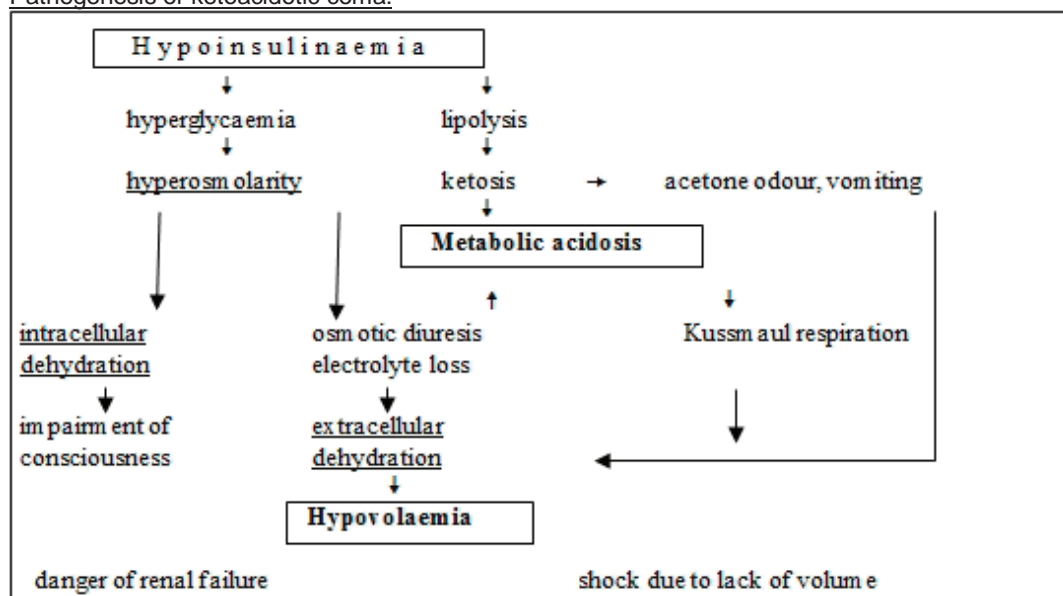 Pathogenesis of ketoacidotic coma:
Hypoinsulinaemia
hyperglycaemia lipolysis
hyperosmolarity ketosis → acetone odour, vomiting
Metabolic acidosis
intracellular osmotic diuresis Kussmaul respiration
dehydration electrolyte loss
impairment of extracellular
consciousness dehydration
Hypovolaemia
danger of renal failure shock due to lack of volume